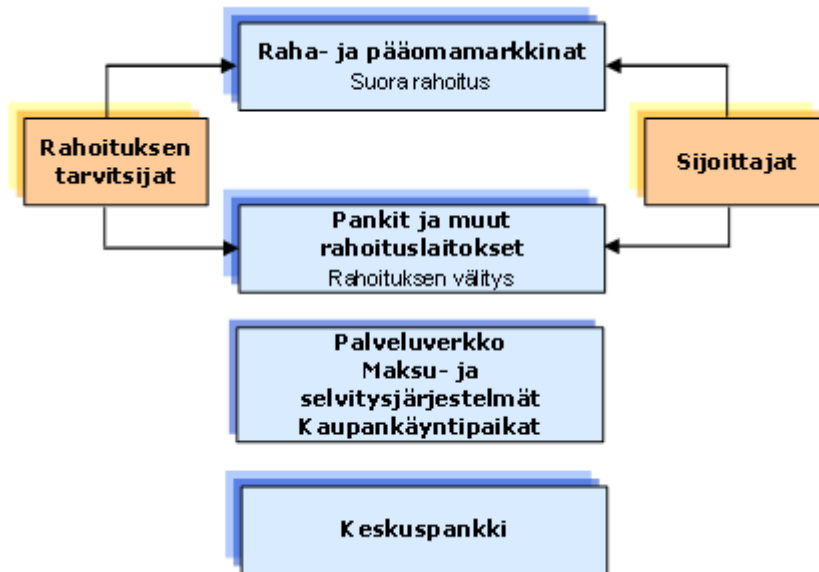 Raha- ja pääomamarkkinat
Suora rahoitus
Rahoituksen
tarvitsijat
Sijoittajat
Pankit ja muut
rahoituslaitokset
Rahoituksen välitys
Palveluverkko
Maksu- ja
selvitysjärjestelmät
Kaupankäyntipaikat
Keskuspankki